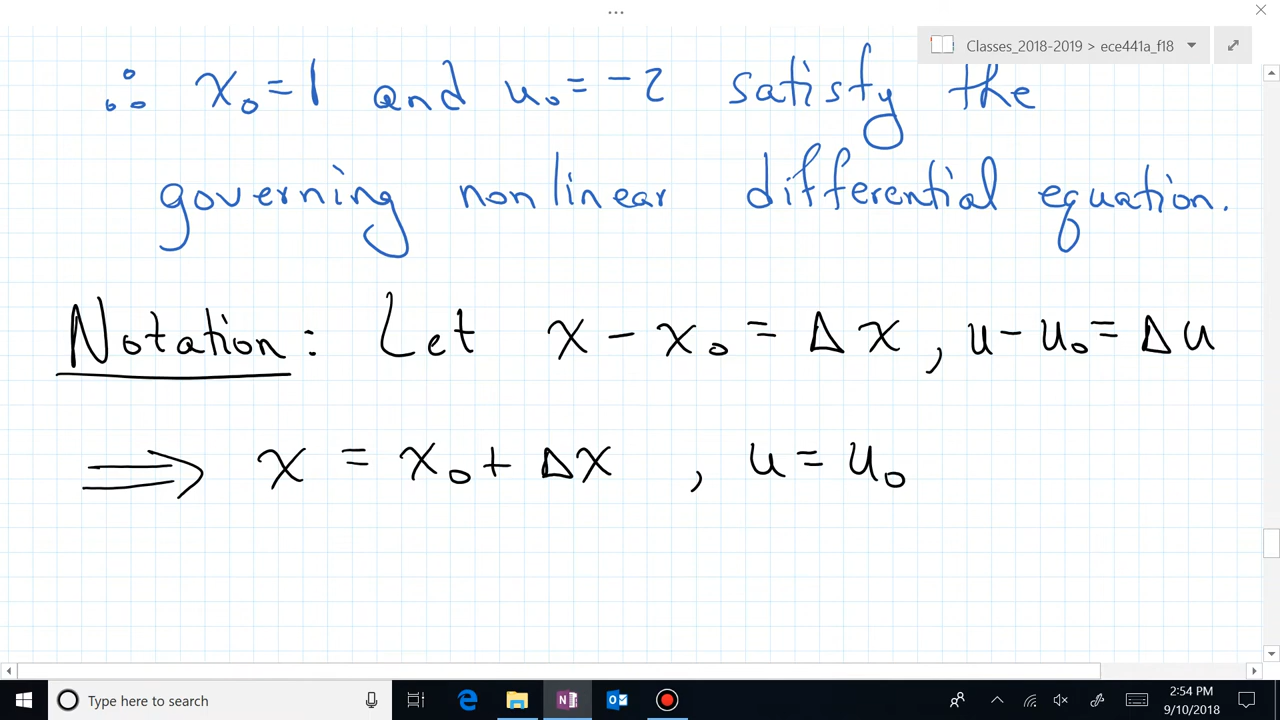 Classes_2018-2019 > ece441a_f18
∴ x₀ = 1 and u₀ = -2 satisfy the
governing nonlinear differential equation.
Notation: Let x - x₀ = Δx, u - u₀ = Δu
⟹ x = x₀ + Δx , u = u₀
Type here to search
2:54 PM
9/10/2018